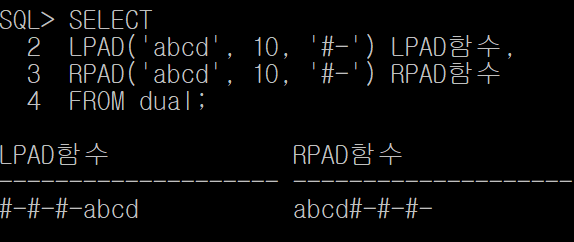 SQL> SELECT
  2  LPAD('abcd', 10, '#-') LPAD함수,
  3  RPAD('abcd', 10, '#-') RPAD함수
  4  FROM dual;

LPAD함수             RPAD함수
-------------------- --------------------
#-#-#-abcd           abcd#-#-#-